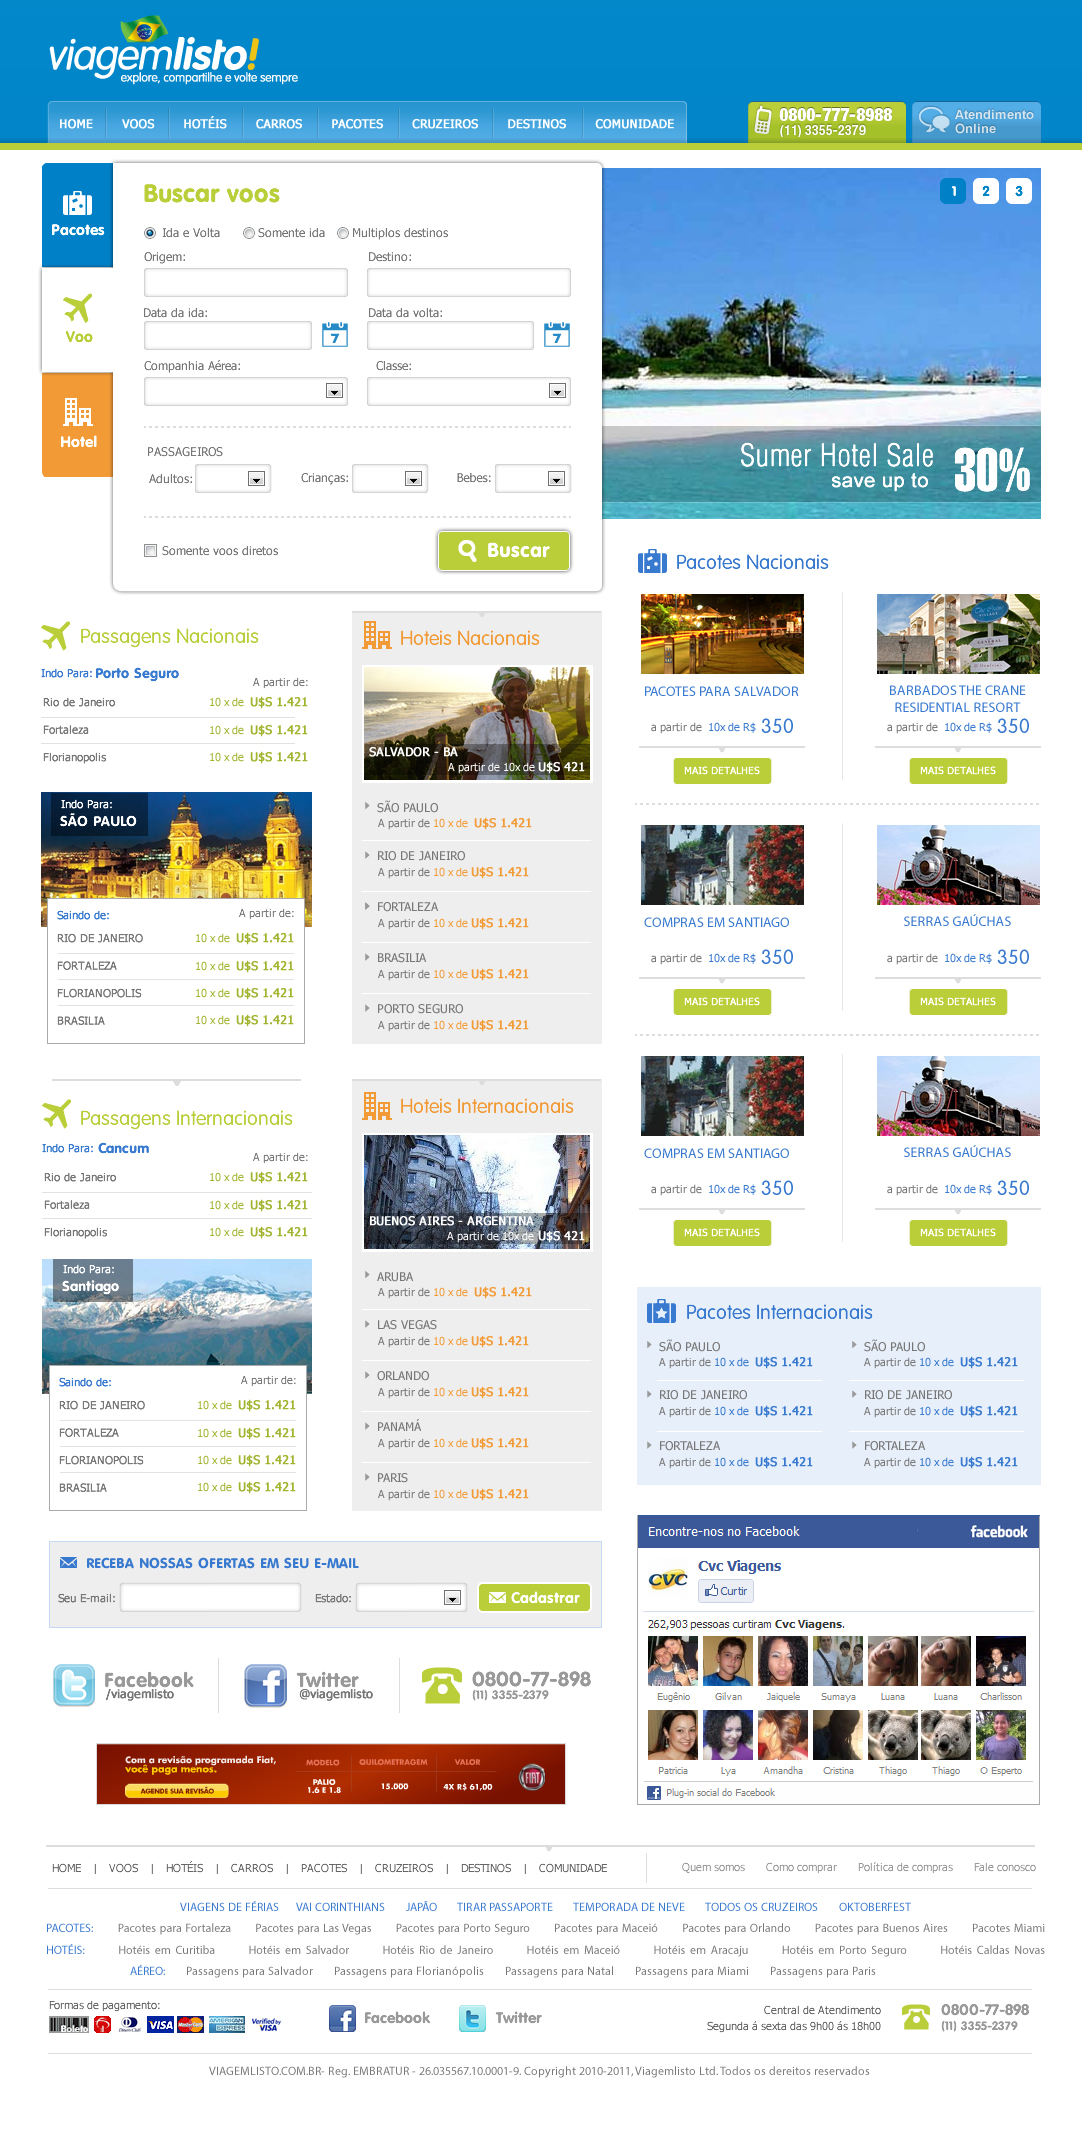 viagemlisto!
explore, compartilhe e volte sempre
HOME VOOS HOTÉIS CARROS PACOTES CRUZEIROS DESTINOS COMUNIDADE
0800-777-8988
(11) 3355-2379
Atendimento
Online
Pacotes
Voo
Hotel
Buscar voos
Ida e Volta Somente ida Multiplos destinos
Origem: Destino:
Data da ida: Data da volta:
7 7
Companhia Aérea: Classe:
PASSAGEIROS
Adultos: Crianças: Bebes:
Somente voos diretos
Buscar
1 2 3
Sumer Hotel Sale
save up to
30%
Passagens Nacionais
Indo Para: Porto Seguro
A partir de:
Rio de Janeiro 10 x de U$S 1.421
Fortaleza 10 x de U$S 1.421
Florianopolis 10 x de U$S 1.421
Indo Para:
SÃO PAULO
Saindo de: A partir de:
RIO DE JANEIRO 10 x de U$S 1.421
FORTALEZA 10 x de U$S 1.421
FLORIANOPOLIS 10 x de U$S 1.421
BRASILIA 10 x de U$S 1.421
Passagens Internacionais
Indo Para: Cancum
A partir de:
Rio de Janeiro 10 x de U$S 1.421
Fortaleza 10 x de U$S 1.421
Florianopolis 10 x de U$S 1.421
Indo Para:
Santiago
Saindo de: A partir de:
RIO DE JANEIRO 10 x de U$S 1.421
FORTALEZA 10 x de U$S 1.421
FLORIANOPOLIS 10 x de U$S 1.421
BRASILIA 10 x de U$S 1.421
Hoteis Nacionais
SALVADOR - BA
A partir de 10x de U$S 421
SÃO PAULO
A partir de 10 x de U$S 1.421
RIO DE JANEIRO
A partir de 10 x de U$S 1.421
FORTALEZA
A partir de 10 x de U$S 1.421
BRASILIA
A partir de 10 x de U$S 1.421
PORTO SEGURO
A partir de 10 x de U$S 1.421
Hoteis Internacionais
BUENOS AIRES - ARGENTINA
A partir de 10x de U$S 421
ARUBA
A partir de 10 x de U$S 1.421
LAS VEGAS
A partir de 10 x de U$S 1.421
ORLANDO
A partir de 10 x de U$S 1.421
PANAMÁ
A partir de 10 x de U$S 1.421
PARIS
A partir de 10 x de U$S 1.421
Pacotes Nacionais
PACOTES PARA SALVADOR
a partir de 10x de R$ 350
MAIS DETALHES
BARBADOS THE CRANE
RESIDENTIAL RESORT
a partir de 10x de R$ 350
MAIS DETALHES
COMPRAS EM SANTIAGO
a partir de 10x de R$ 350
MAIS DETALHES
SERRAS GAÚCHAS
a partir de 10x de R$ 350
MAIS DETALHES
COMPRAS EM SANTIAGO
a partir de 10x de R$ 350
MAIS DETALHES
SERRAS GAÚCHAS
a partir de 10x de R$ 350
MAIS DETALHES
Pacotes Internacionais
SÃO PAULO SÃO PAULO
A partir de 10 x de U$S 1.421 A partir de 10 x de U$S 1.421
RIO DE JANEIRO RIO DE JANEIRO
A partir de 10 x de U$S 1.421 A partir de 10 x de U$S 1.421
FORTALEZA FORTALEZA
A partir de 10 x de U$S 1.421 A partir de 10 x de U$S 1.421
RECEBA NOSSAS OFERTAS EM SEU E-MAIL
Seu E-mail: Estado: Cadastrar
Facebook
/viagemlisto
Twitter
@viagemlisto
0800-77-898
(11) 3355-2379
Com a revisão programada Fiat,
você paga menos.
AGENDE SUA REVISÃO
MODELO QUILOMETRAGEM VALOR
PALIO
1.6 E 1.8
15.000 4X R$ 61,00
FIAT
Encontre-nos no Facebook facebook
CVC
Cvc Viagens
Curtir
262,903 pessoas curtiram Cvc Viagens.
Eugênio Gilvan Jaiquele Sumaya Luana Luana Charlisson
Patricia Lya Amandha Cristina Thiago Thiago O Esperto
Plug-in social do Facebook
HOME | VOOS | HOTÉIS | CARROS | PACOTES | CRUZEIROS | DESTINOS | COMUNIDADE
Quem somos Como comprar Política de compras Fale conosco
VIAGENS DE FÉRIAS VAI CORINTHIANS JAPÃO TIRAR PASSAPORTE TEMPORADA DE NEVE TODOS OS CRUZEIROS OKTOBERFEST
PACOTES: Pacotes para Fortaleza Pacotes para Las Vegas Pacotes para Porto Seguro Pacotes para Maceió Pacotes para Orlando Pacotes para Buenos Aires Pacotes Miami
HOTÉIS: Hotéis em Curitiba Hotéis em Salvador Hotéis Rio de Janeiro Hotéis em Maceió Hotéis em Aracaju Hotéis em Porto Seguro Hotéis Caldas Novas
AÉREO: Passagens para Salvador Passagens para Florianópolis Passagens para Natal Passagens para Miami Passagens para Paris
Formas de pagamento:
Boleto VISA MasterCard AMERICAN EXPRESS Verified by VISA
Facebook Twitter
Central de Atendimento
Segunda á sexta das 9h00 ás 18h00
0800-77-898
(11) 3355-2379
VIAGEMLISTO.COM.BR- Reg. EMBRATUR - 26.035567.10.0001-9. Copyright 2010-2011, Viagemlisto Ltd. Todos os dereitos reservados